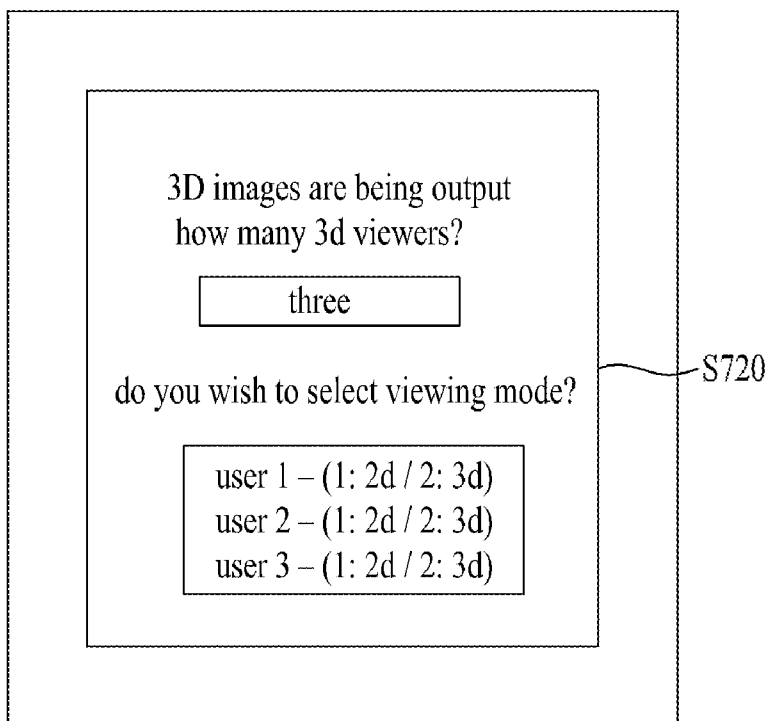 3D images are being output
how many 3d viewers?
three
do you wish to select viewing mode?
S720
user 1 – (1: 2d / 2: 3d)
user 2 – (1: 2d / 2: 3d)
user 3 – (1: 2d / 2: 3d)